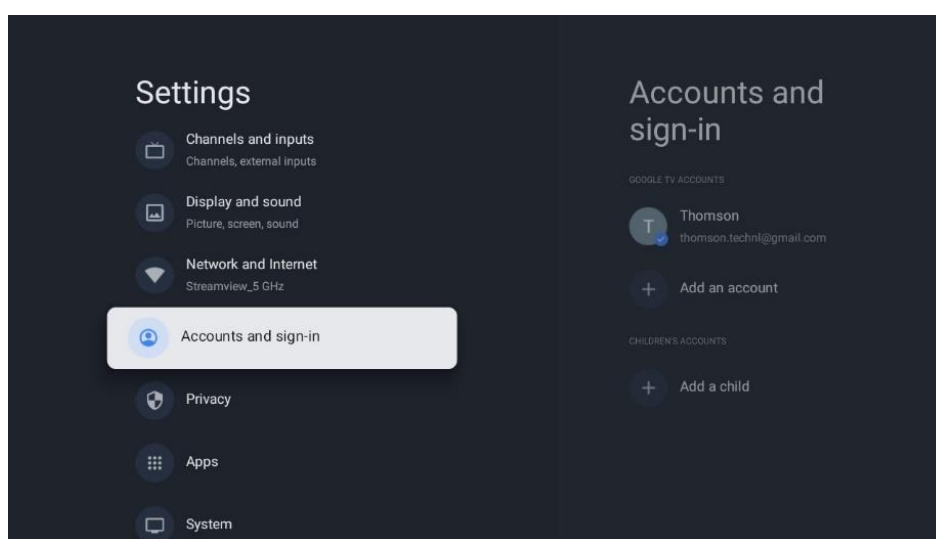 Settings
Channels and inputs
Channels, external inputs
Display and sound
Picture, screen, sound
Network and Internet
Streamview_5 GHz
Accounts and sign-in
Privacy
Apps
System
Accounts and
sign-in
GOOGLE TV ACCOUNTS
T
Thomson
thomson.technl@gmail.com
Add an account
CHILDREN'S ACCOUNTS
Add a child